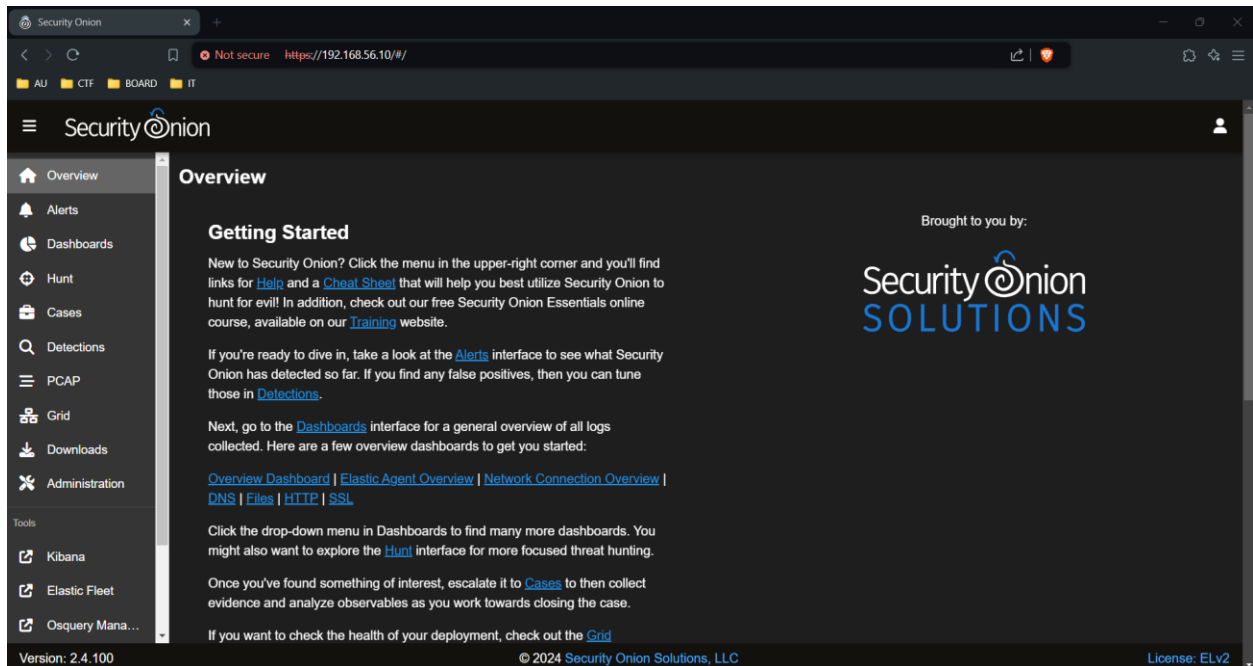 Security Onion
Not secure https://192.168.56.10/#/
AU CTF BOARD IT
Security Onion
Overview
Alerts
Dashboards
Hunt
Cases
Detections
PCAP
Grid
Downloads
Administration
Tools
Kibana
Elastic Fleet
Osquery Mana...
Overview
Getting Started
New to Security Onion? Click the menu in the upper-right corner and you'll find
links for Help and a Cheat Sheet that will help you best utilize Security Onion to
hunt for evil! In addition, check out our free Security Onion Essentials online
course, available on our Training website.
If you're ready to dive in, take a look at the Alerts interface to see what Security
Onion has detected so far. If you find any false positives, then you can tune
those in Detections.
Next, go to the Dashboards interface for a general overview of all logs
collected. Here are a few overview dashboards to get you started:
Overview Dashboard | Elastic Agent Overview | Network Connection Overview |
DNS | Files | HTTP | SSL
Click the drop-down menu in Dashboards to find many more dashboards. You
might also want to explore the Hunt interface for more focused threat hunting.
Once you've found something of interest, escalate it to Cases to then collect
evidence and analyze observables as you work towards closing the case.
If you want to check the health of your deployment, check out the Grid
Brought to you by:
Security Onion
SOLUTIONS
Version: 2.4.100
© 2024 Security Onion Solutions, LLC
License: ELv2